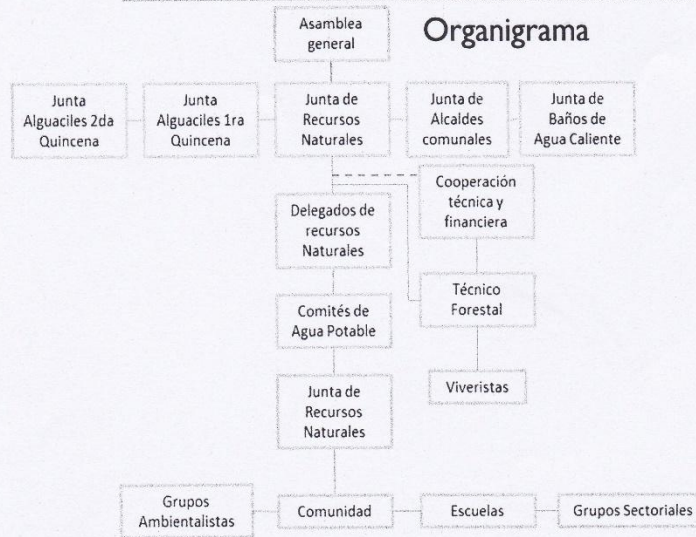 Organigrama
Asamblea
general
Junta
Alguaciles 2da
Quincena
Junta
Alguaciles 1ra
Quincena
Junta de
Recursos
Naturales
Junta de
Alcaldes
comunales
Junta de
Baños de
Agua Caliente
Cooperación
técnica y
financiera
Delegados de
recursos
Naturales
Técnico
Forestal
Comités de
Agua Potable
Viveristas
Junta de
Recursos
Naturales
Grupos
Ambientalistas
Comunidad
Escuelas
Grupos Sectoriales